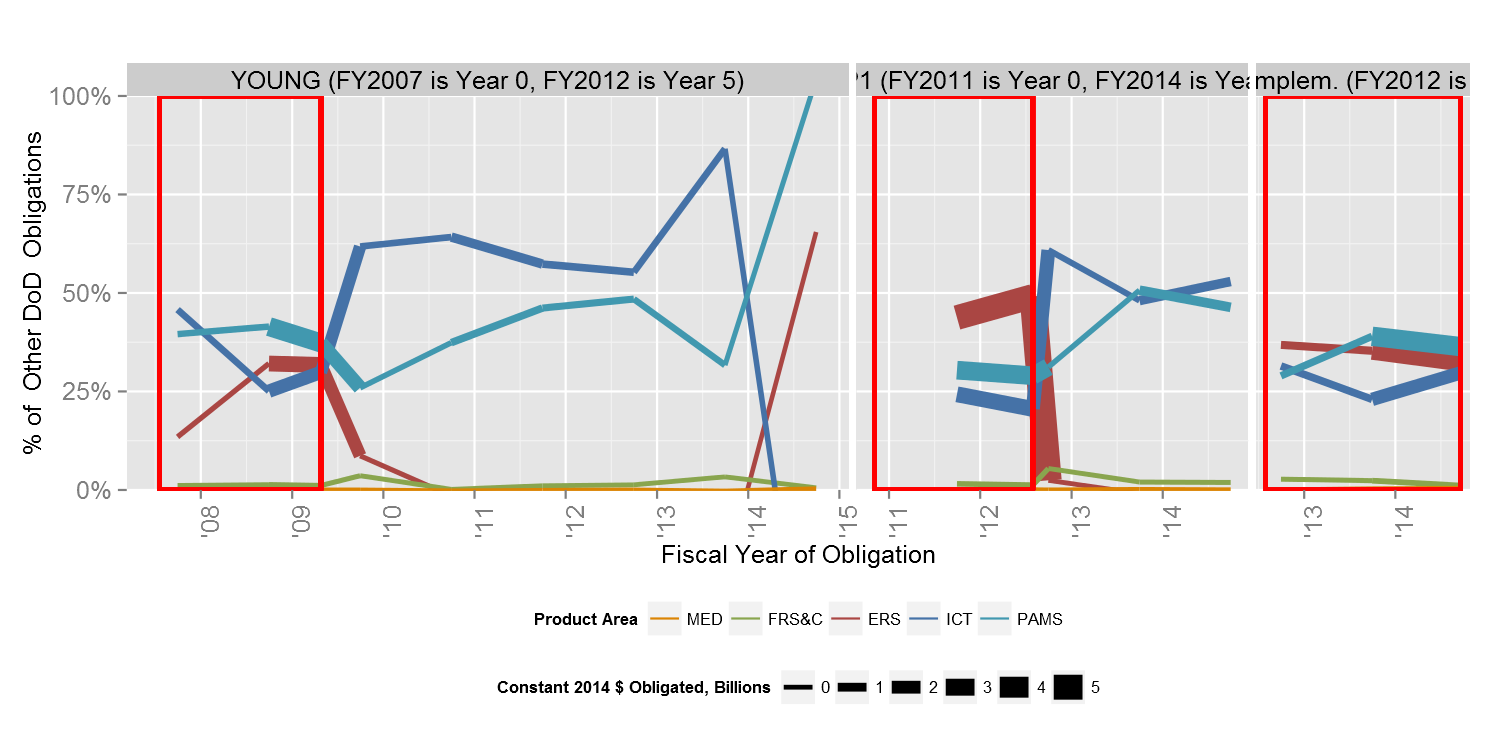 YOUNG (FY2007 is Year 0, FY2012 is Year 5)
1 (FY2011 is Year 0, FY2014 is Yea
mplem. (FY2012 is
100%
75%
50%
25%
0%
% of Other DoD Obligations
'08 '09 '10 '11 '12 '13 '14 '15 '11 '12 '13 '14 '13 '14
Fiscal Year of Obligation
Product Area MED FRS&C ERS ICT PAMS
Constant 2014 $ Obligated, Billions 0 1 2 3 4 5